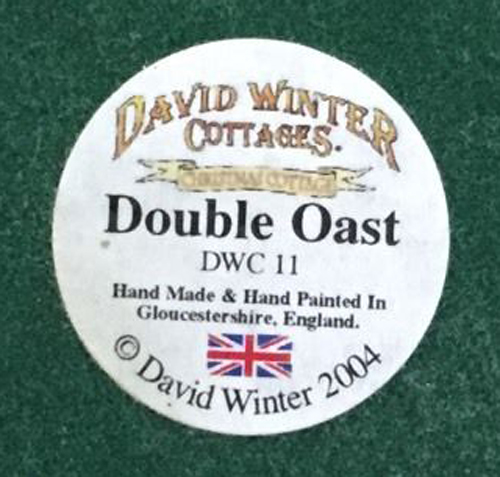 DAVID WINTER
COTTAGES.
CHRISTMAS COTTAGE
Double Oast
DWC 11
Hand Made & Hand Painted In
Gloucestershire, England.
© David Winter 2004